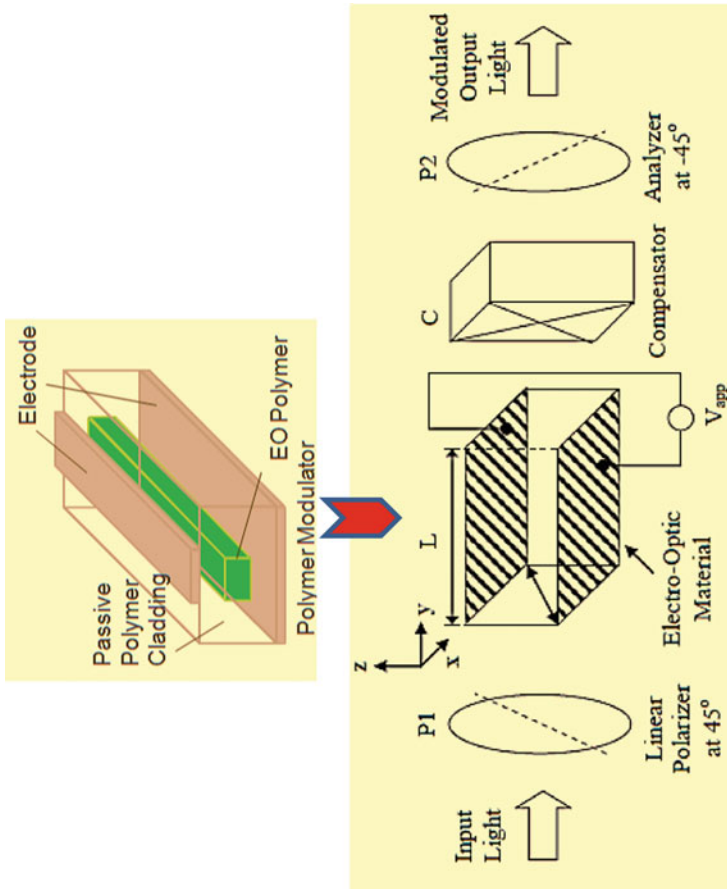 Electrode
Passive
Polymer
Cladding
EO Polymer
Polymer Modulator
Input
Light
P1
Linear
Polarizer
at 45°
z
y
x
L
Electro-Optic
Material
V_app
C
Compensator
P2
Analyzer
at -45°
Modulated
Output
Light